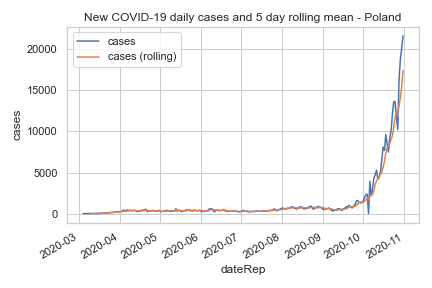 New COVID-19 daily cases and 5 day rolling mean - Poland
cases
cases (rolling)
20000
15000
10000
5000
0
cases
2020-03
2020-04
2020-05
2020-06
2020-07
2020-08
2020-09
2020-10
2020-11
dateRep